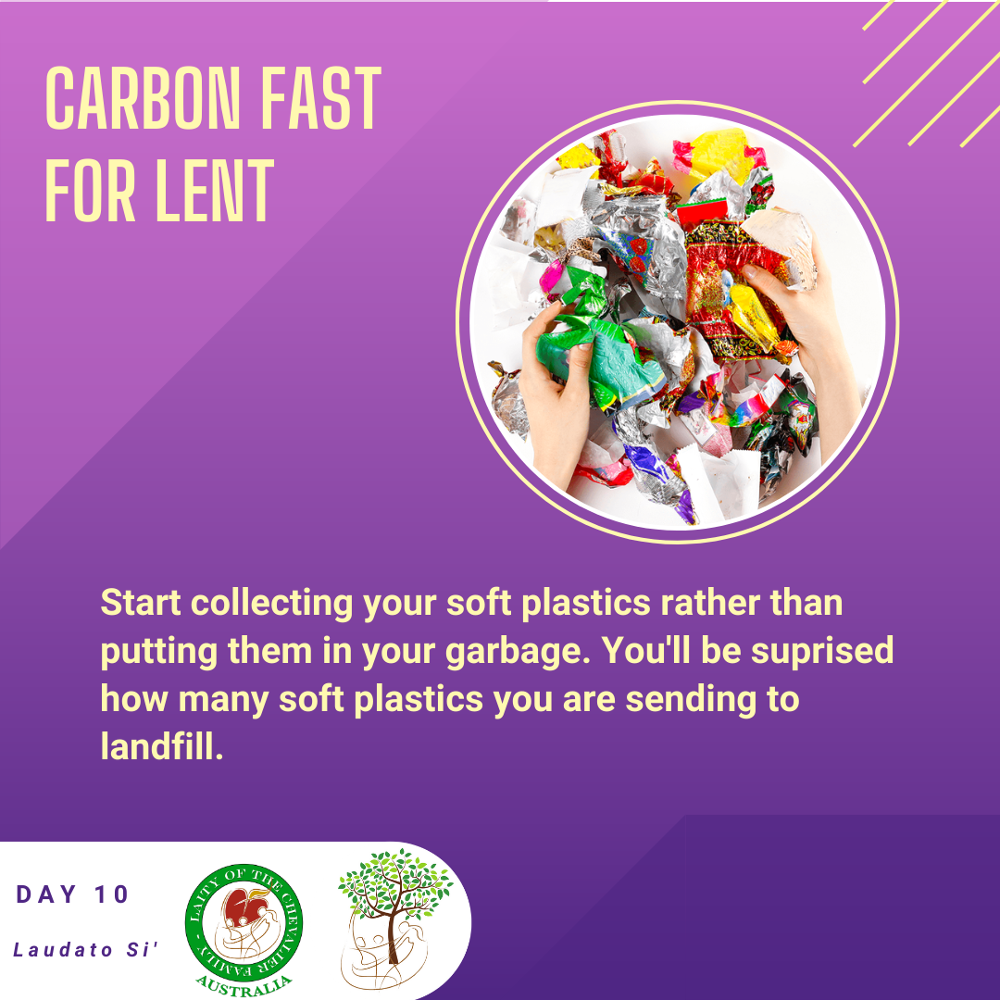 CARBON FAST
FOR LENT
Start collecting your soft plastics rather than
putting them in your garbage. You'll be suprised
how many soft plastics you are sending to
landfill.
DAY 10
Laudato Si'
LAITY OF THE CHEVALIER FAMILY -
AUSTRALIA